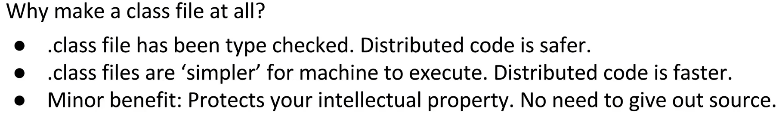 Why make a class file at all?
● .class file has been type checked. Distributed code is safer.
● .class files are ‘simpler’ for machine to execute. Distributed code is faster.
● Minor benefit: Protects your intellectual property. No need to give out source.